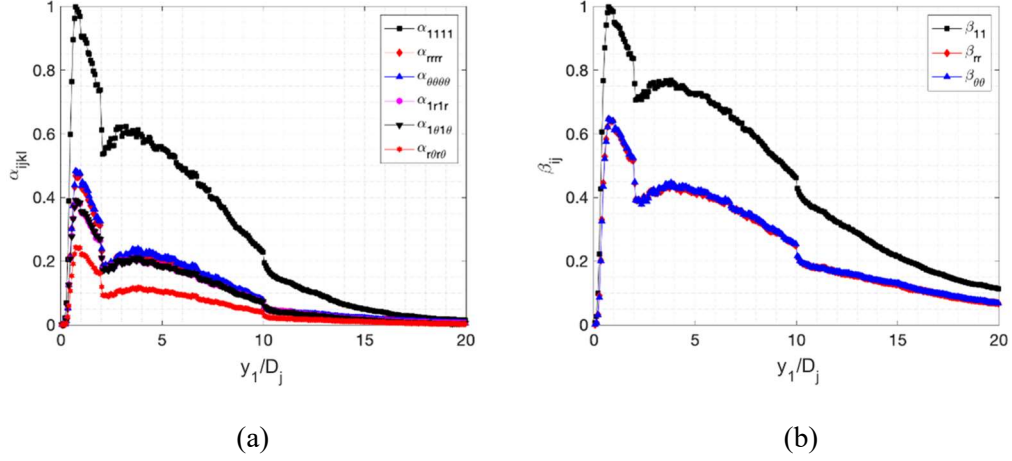 1
0.8
0.6
0.4
0.2
0
α_ijkl
0 5 10 15 20
y_1/D_j
α_1111
α_rrrr
α_θθθθ
α_1r1r
α_1θ1θ
α_rθrθ
(a)
1
0.8
0.6
0.4
0.2
0
β_ij
0 5 10 15 20
y_1/D_j
β_11
β_rr
β_θθ
(b)